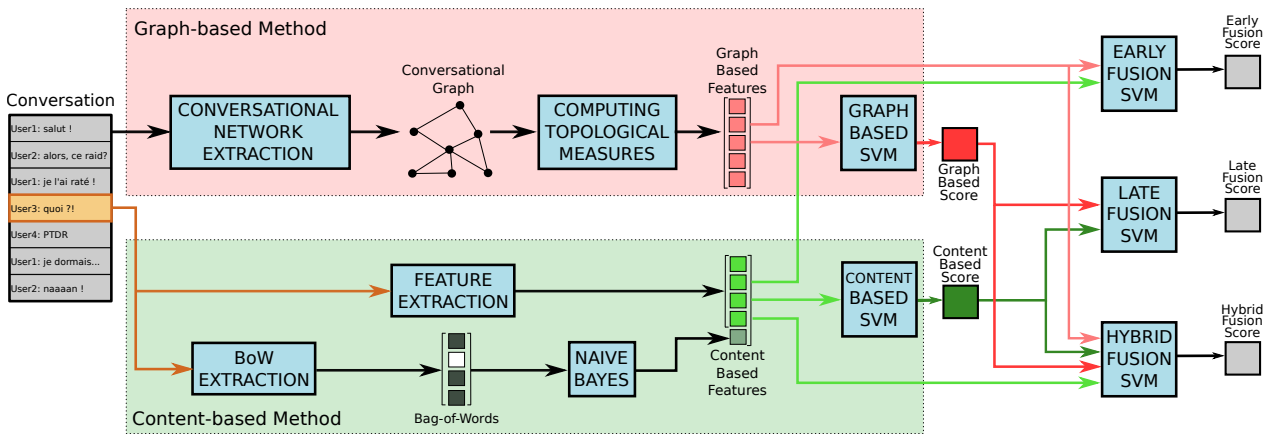 Graph-based Method
Conversation
User1: salut !
User2: alors, ce raid?
User1: je l'ai raté !
User3: quoi ?!
User4: PTDR
User1: je dormais...
User2: naaaan !
CONVERSATIONAL
NETWORK
EXTRACTION
Conversational
Graph
COMPUTING
TOPOLOGICAL
MEASURES
Graph
Based
Features
GRAPH
BASED
SVM
Graph
Based
Score
EARLY
FUSION
SVM
Early
Fusion
Score
LATE
FUSION
SVM
Late
Fusion
Score
FEATURE
EXTRACTION
BoW
EXTRACTION
Bag-of-Words
NAIVE
BAYES
Content
Based
Features
CONTENT
BASED
SVM
Content
Based
Score
HYBRID
FUSION
SVM
Hybrid
Fusion
Score
Content-based Method